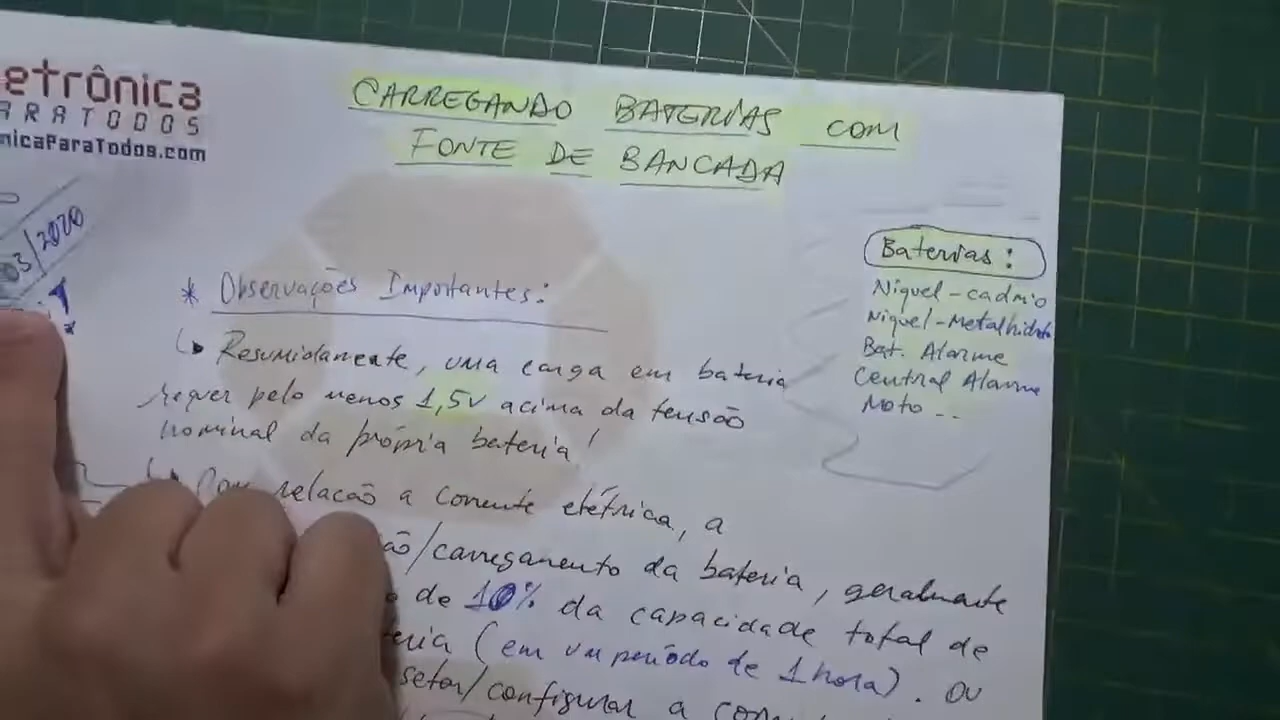 etrônica
ARATODOS
nicaParaTodos.com
CARREGANDO BATERIAS COM
FONTE DE BANCADA
03/2020
Baterias:
Niquel-cadmio
Niquel-Metalhidreto
Bat. Alarme
Central Alarme
Moto ...
* Observações Importantes:
Resumidamente, uma carga em bateria
requer pelo menos 1,5V acima da tensão
nominal da própria bateria!
Com relacão a corrente elétrica, a
ão/carregamento da bateria, geralmente
de 10% da capacidade total de
teria (em um período de 1 hora). Ou
setar/configurar a